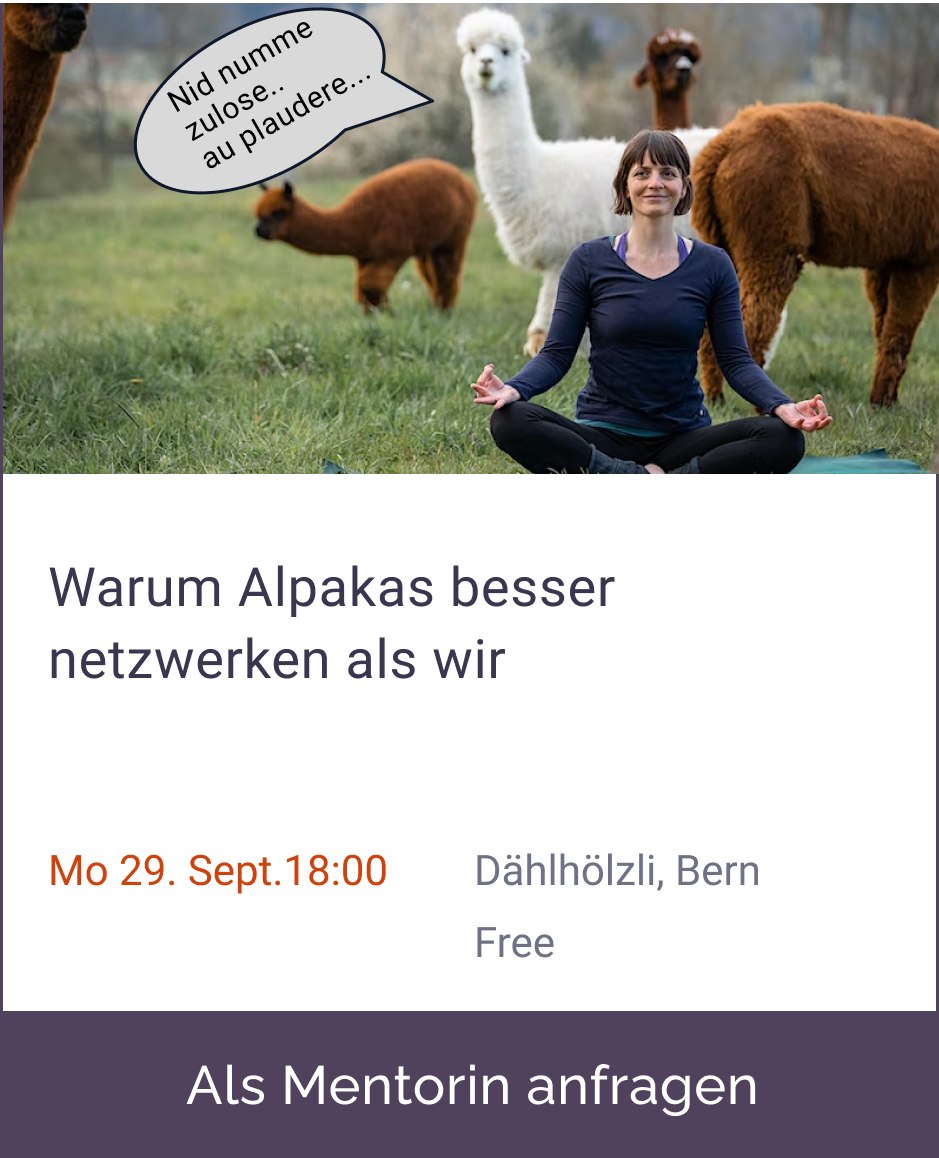 Nid numme
zulose..
au plaudere...
Warum Alpakas besser
netzwerken als wir
Mo 29. Sept.18:00
Dählhölzli, Bern
Free
Als Mentorin anfragen